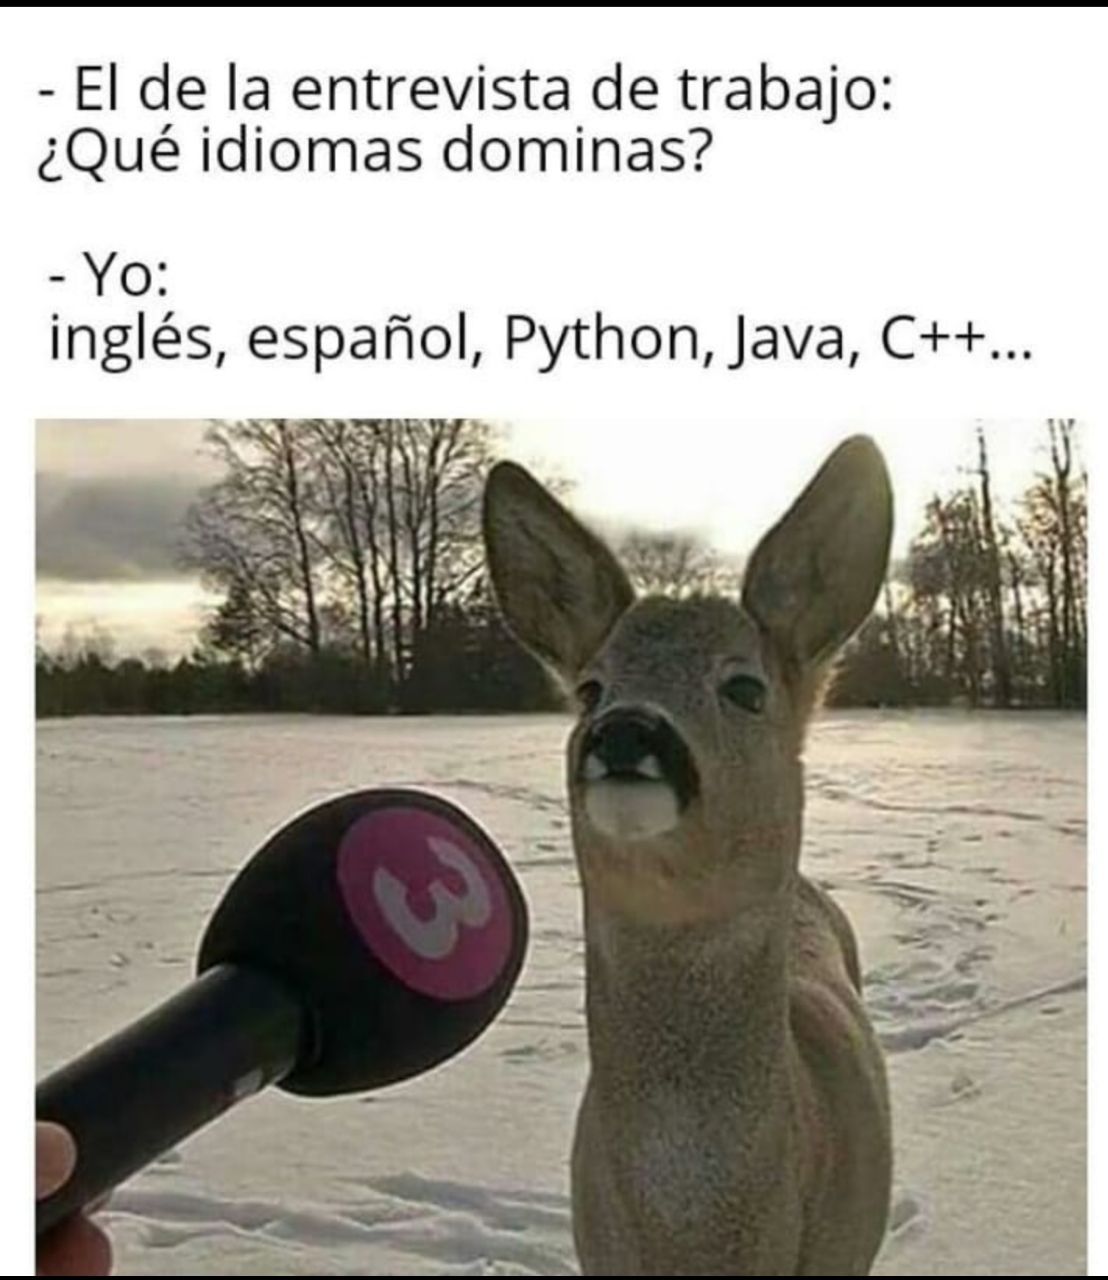 - El de la entrevista de trabajo:
¿Qué idiomas dominas?
- Yo:
inglés, español, Python, Java, C++...
3